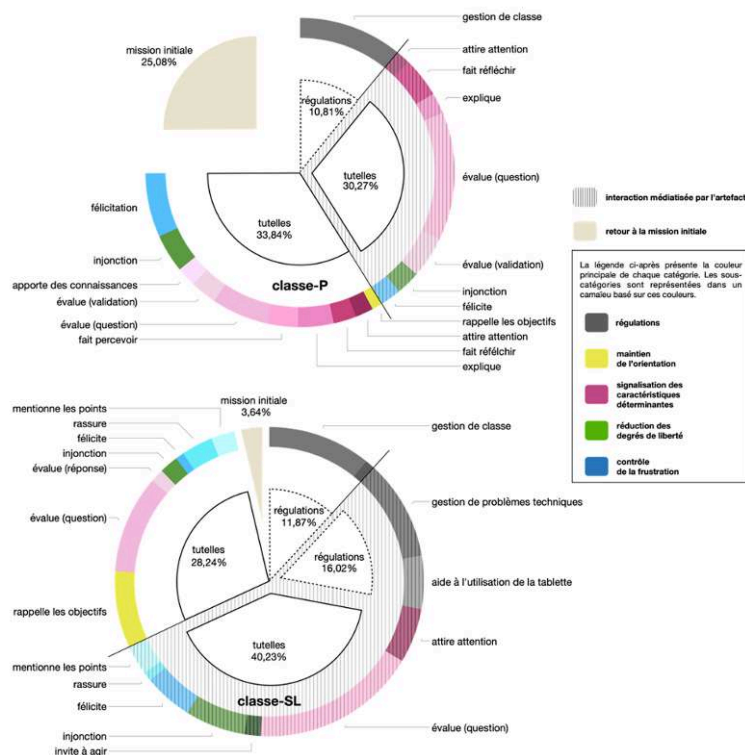 gestion de classe
attire attention
fait réfléchir
explique
évalue (question)
évalue (validation)
injonction
félicite
rappelle les objectifs
attire attention
fait réfélchir
explique
mission initiale
25,08%
régulations
10,81%
tutelles
30,27%
tutelles
33,84%
classe-P
félicitation
injonction
apporte des connaissances
évalue (validation)
évalue (question)
fait percevoir
interaction médiatisée par l'artefact
retour à la mission initiale
La légende ci-après présente la couleur
principale de chaque catégorie. Les sous-
catégories sont représentées dans un
camaïeu basé sur ces couleurs.
régulations
maintien
de l'orientation
signalisation des
caractéristiques
déterminantes
réduction des
degrés de liberté
contrôle
de la frustration
mission initiale
3,64%
mentionne les points
rassure
félicite
injonction
évalue (réponse)
évalue (question)
rappelle les objectifs
mentionne les points
rassure
félicite
injonction
invite à agir
régulations
11,87%
régulations
16,02%
tutelles
28,24%
tutelles
40,23%
classe-SL
gestion de classe
gestion de problèmes techniques
aide à l'utilisation de la tablette
attire attention
évalue (question)